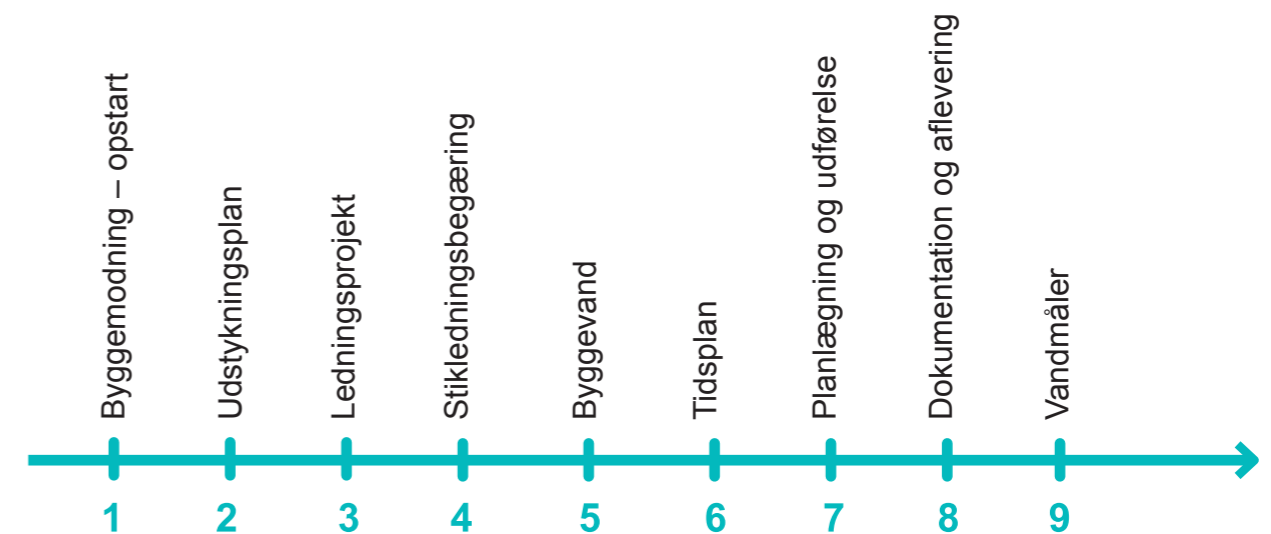 Byggemodning – opstart
Udstykningsplan
Ledningsprojekt
Stikledningsbegæring
Byggevand
Tidsplan
Planlægning og udførelse
Dokumentation og aflevering
Vandmåler
1 2 3 4 5 6 7 8 9